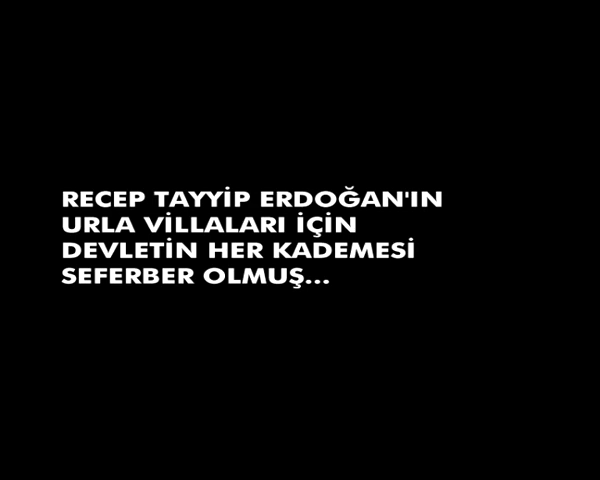 RECEP TAYYİP ERDOĞAN'IN
URLA VİLLALARI İÇİN
DEVLETİN HER KADEMESİ
SEFERBER OLMUŞ...